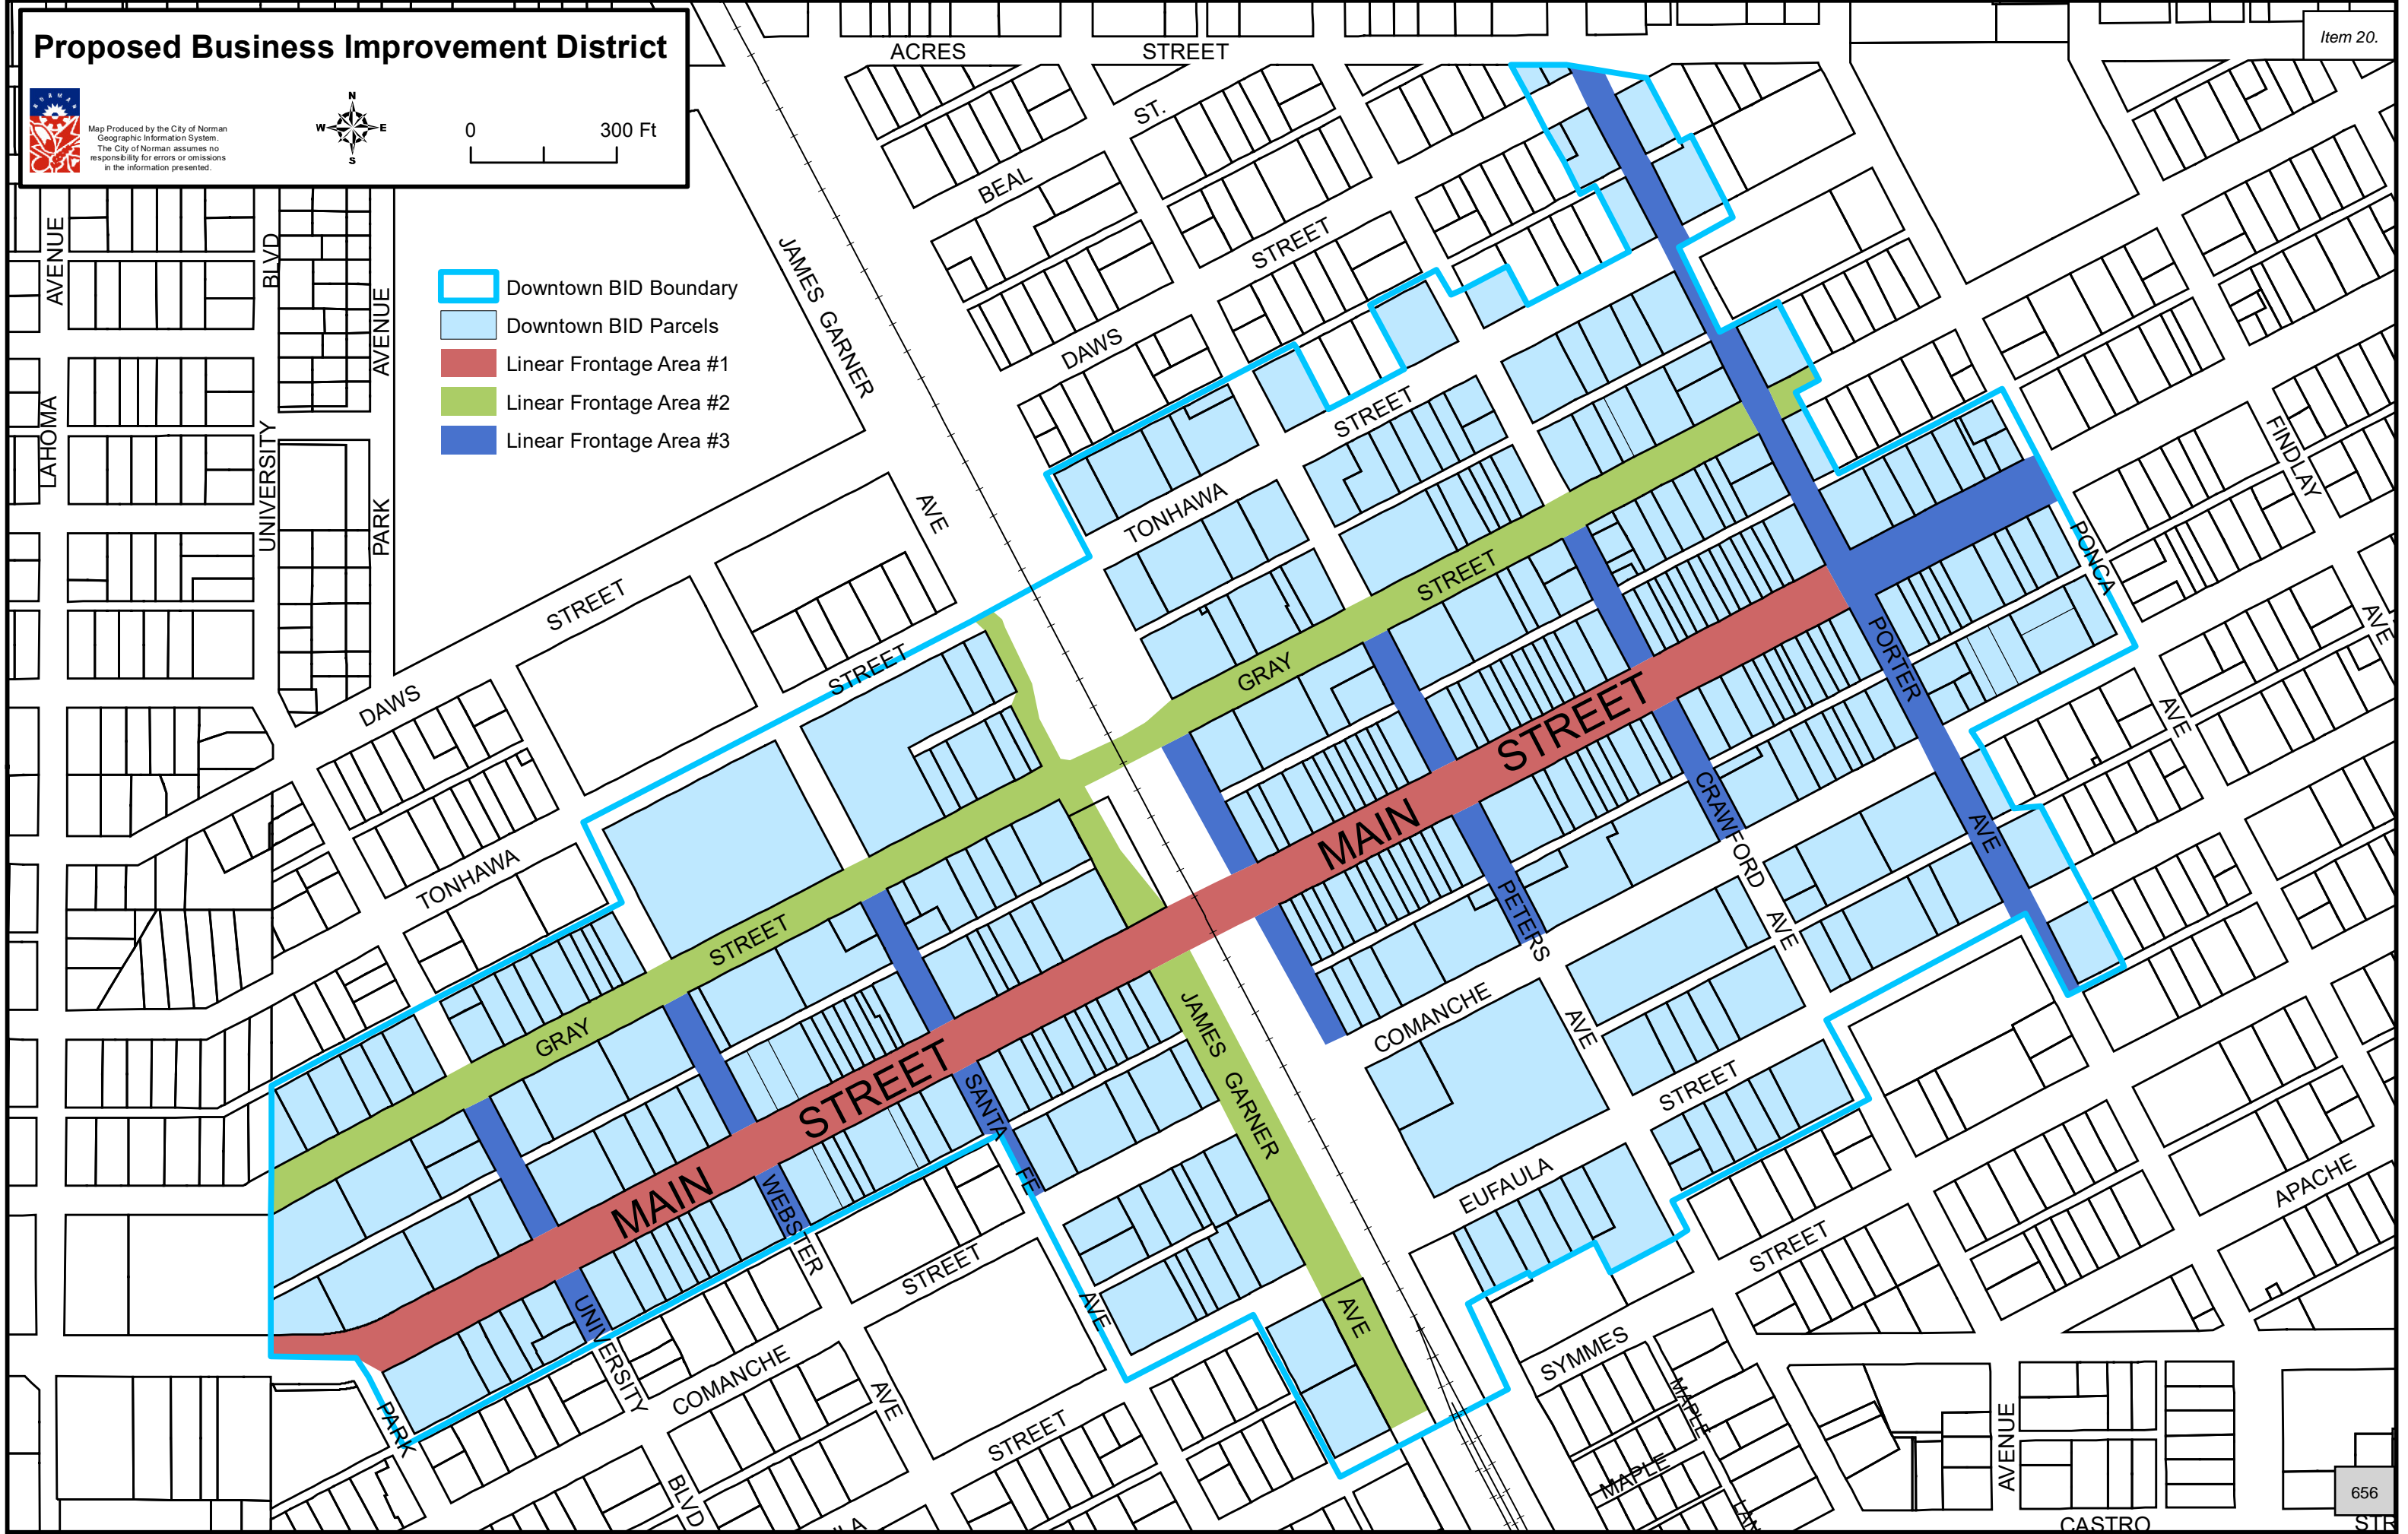 Proposed Business Improvement District
Item 20.
NORMAN
Map Produced by the City of Norman
Geographic Information System.
The City of Norman assumes no
responsibility for errors or omissions
in the information presented.
N
W E
S
0 300 Ft
Downtown BID Boundary
Downtown BID Parcels
Linear Frontage Area #1
Linear Frontage Area #2
Linear Frontage Area #3
ACRES STREET
ST.
BEAL
STREET
DAWS
STREET
TONHAWA
JAMES GARNER
AVE
AVENUE
LAHOMA
BLVD
UNIVERSITY
AVENUE
PARK
STREET
DAWS
STREET
TONHAWA
STREET
GRAY
STREET
GRAY
STREET
MAIN
STREET
MAIN
FINDLAY
AVE
PONCA
AVE
PORTER
AVE
CRAWFORD
AVE
PETERS
AVE
COMANCHE
STREET
EUFAULA
STREET
SYMMES
APACHE
JAMES GARNER
AVE
SANTA FE
AVE
WEBSTER
AVE
UNIVERSITY
BLVD
PARK
STREET
COMANCHE
STREET
MAPLE
MAPLE
AVENUE
CASTRO
656